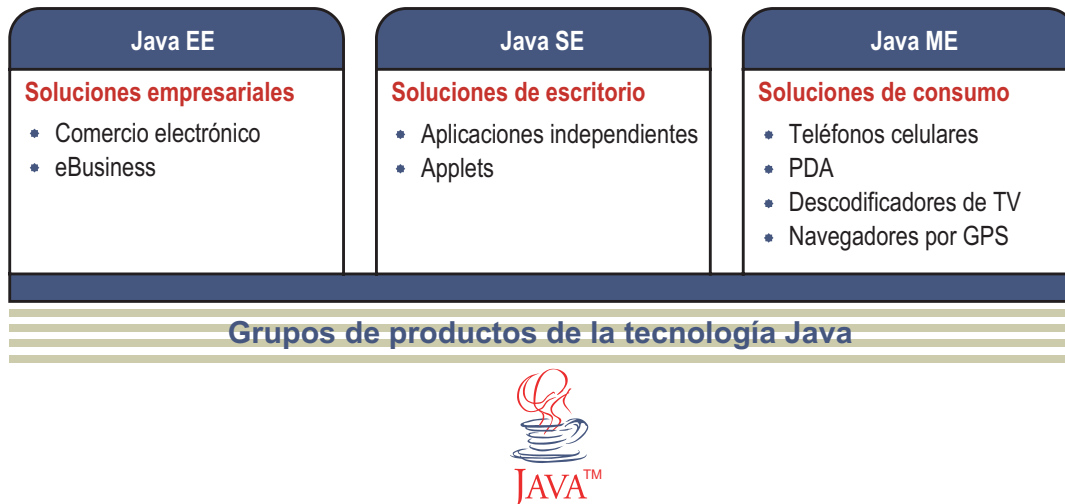 Java EE
Soluciones empresariales
Comercio electrónico
eBusiness
Java SE
Soluciones de escritorio
Aplicaciones independientes
Applets
Java ME
Soluciones de consumo
Teléfonos celulares
PDA
Descodificadores de TV
Navegadores por GPS
Grupos de productos de la tecnología Java
JAVA™